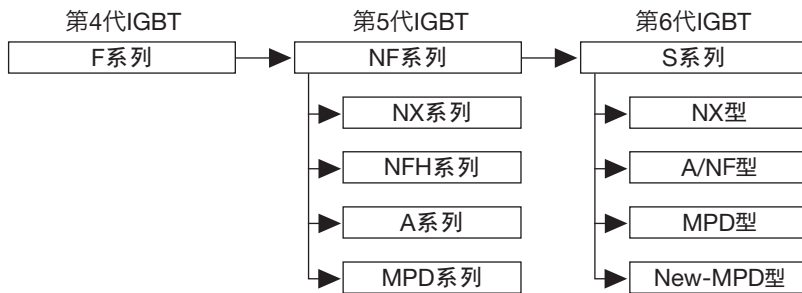 第4代IGBT
第5代IGBT
第6代IGBT
F系列
NF系列
S系列
NX系列
NX型
NFH系列
A/NF型
A系列
MPD型
MPD系列
New-MPD型